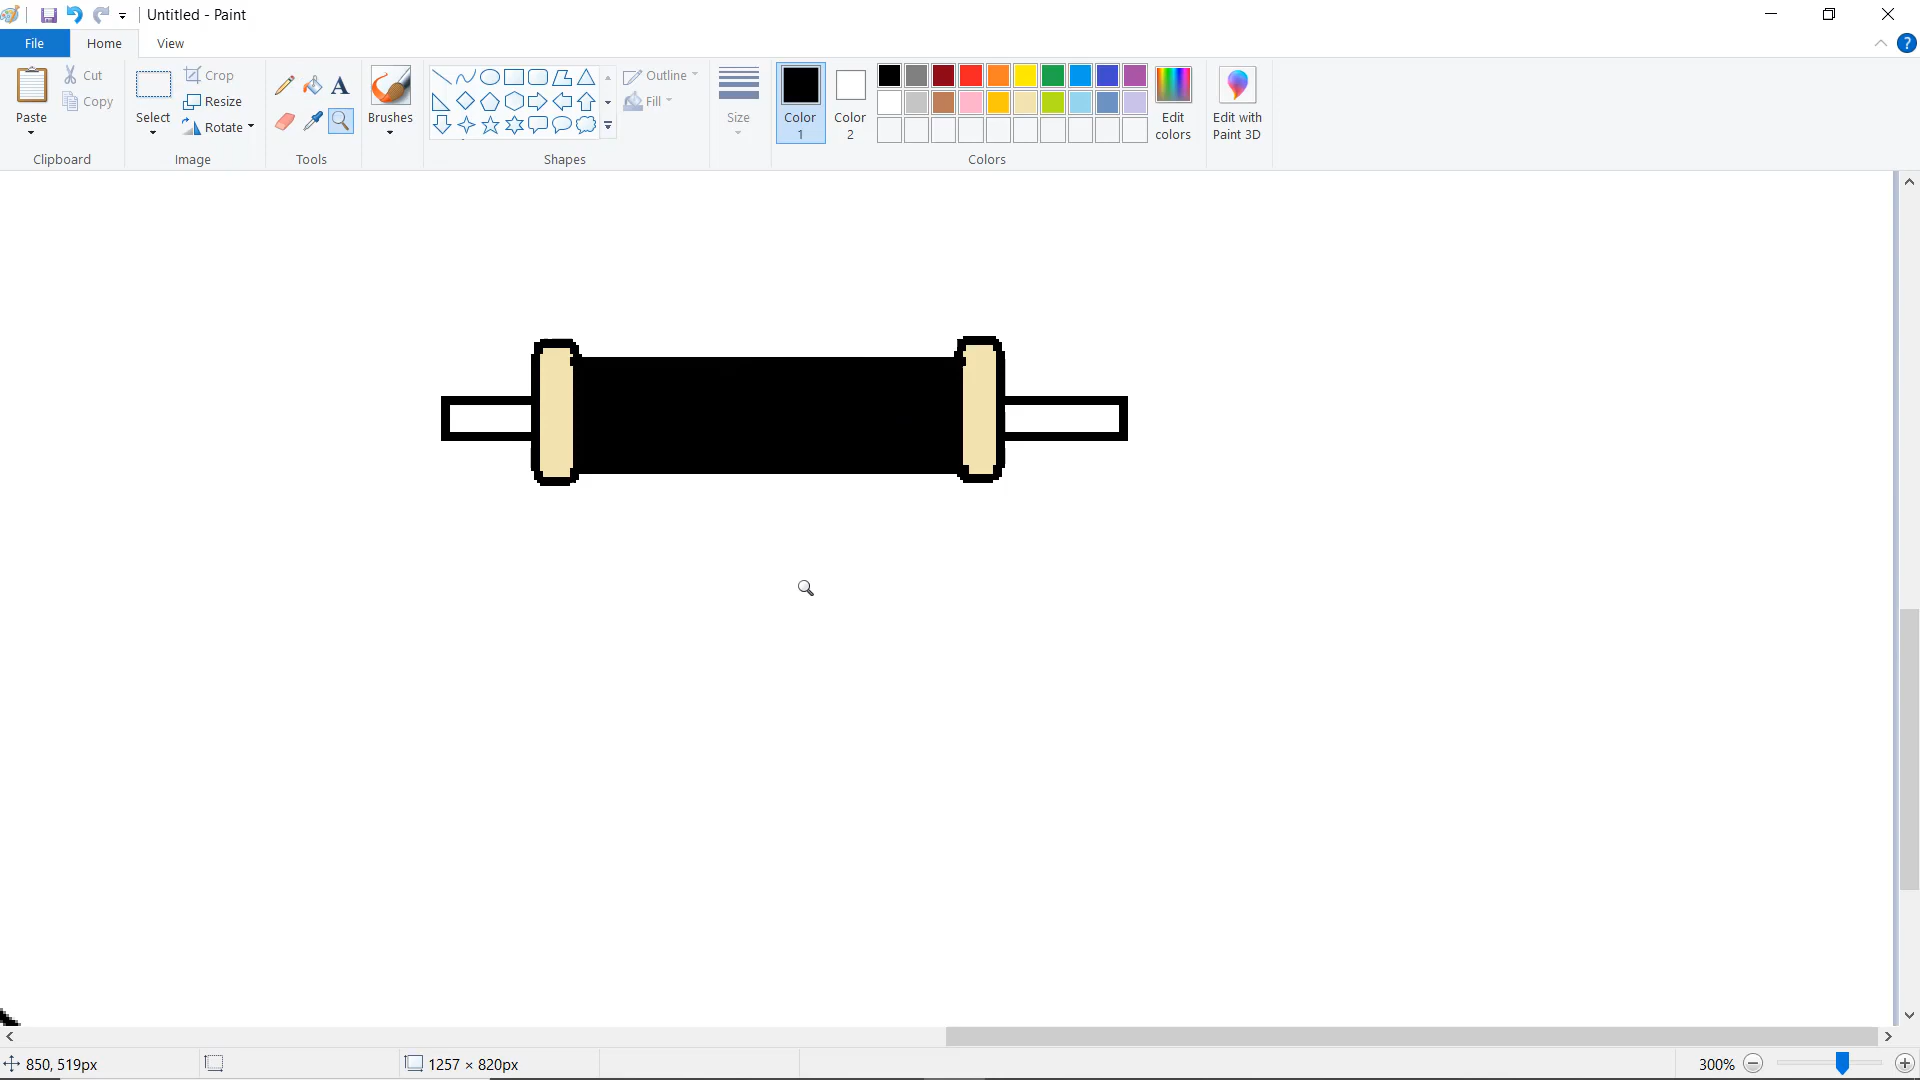 Untitled - Paint
File Home View
Paste
Cut
Copy
Clipboard
Select
Crop
Resize
Rotate
Image
A
Tools
Brushes
Outline
Fill
Shapes
Size
Color 1
Color 2
Edit colors
Colors
Edit with Paint 3D
?
850, 519px
1257 × 820px
300%